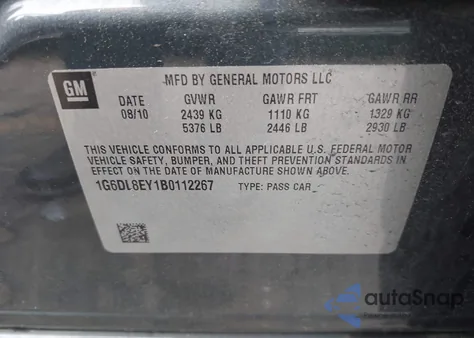 GM
MFD BY GENERAL MOTORS LLC
DATE GVWR GAWR FRT GAWR RR
08/10 2439 KG 1110 KG 1329 KG
5376 LB 2446 LB 2930 LB
THIS VEHICLE CONFORMS TO ALL APPLICABLE U.S. FEDERAL MOTOR
VEHICLE SAFETY, BUMPER, AND THEFT PREVENTION STANDARDS IN
EFFECT ON THE DATE OF MANUFACTURE SHOWN ABOVE.
1G6DL8EY1B0112267 TYPE: PASS CAR
autoSnap